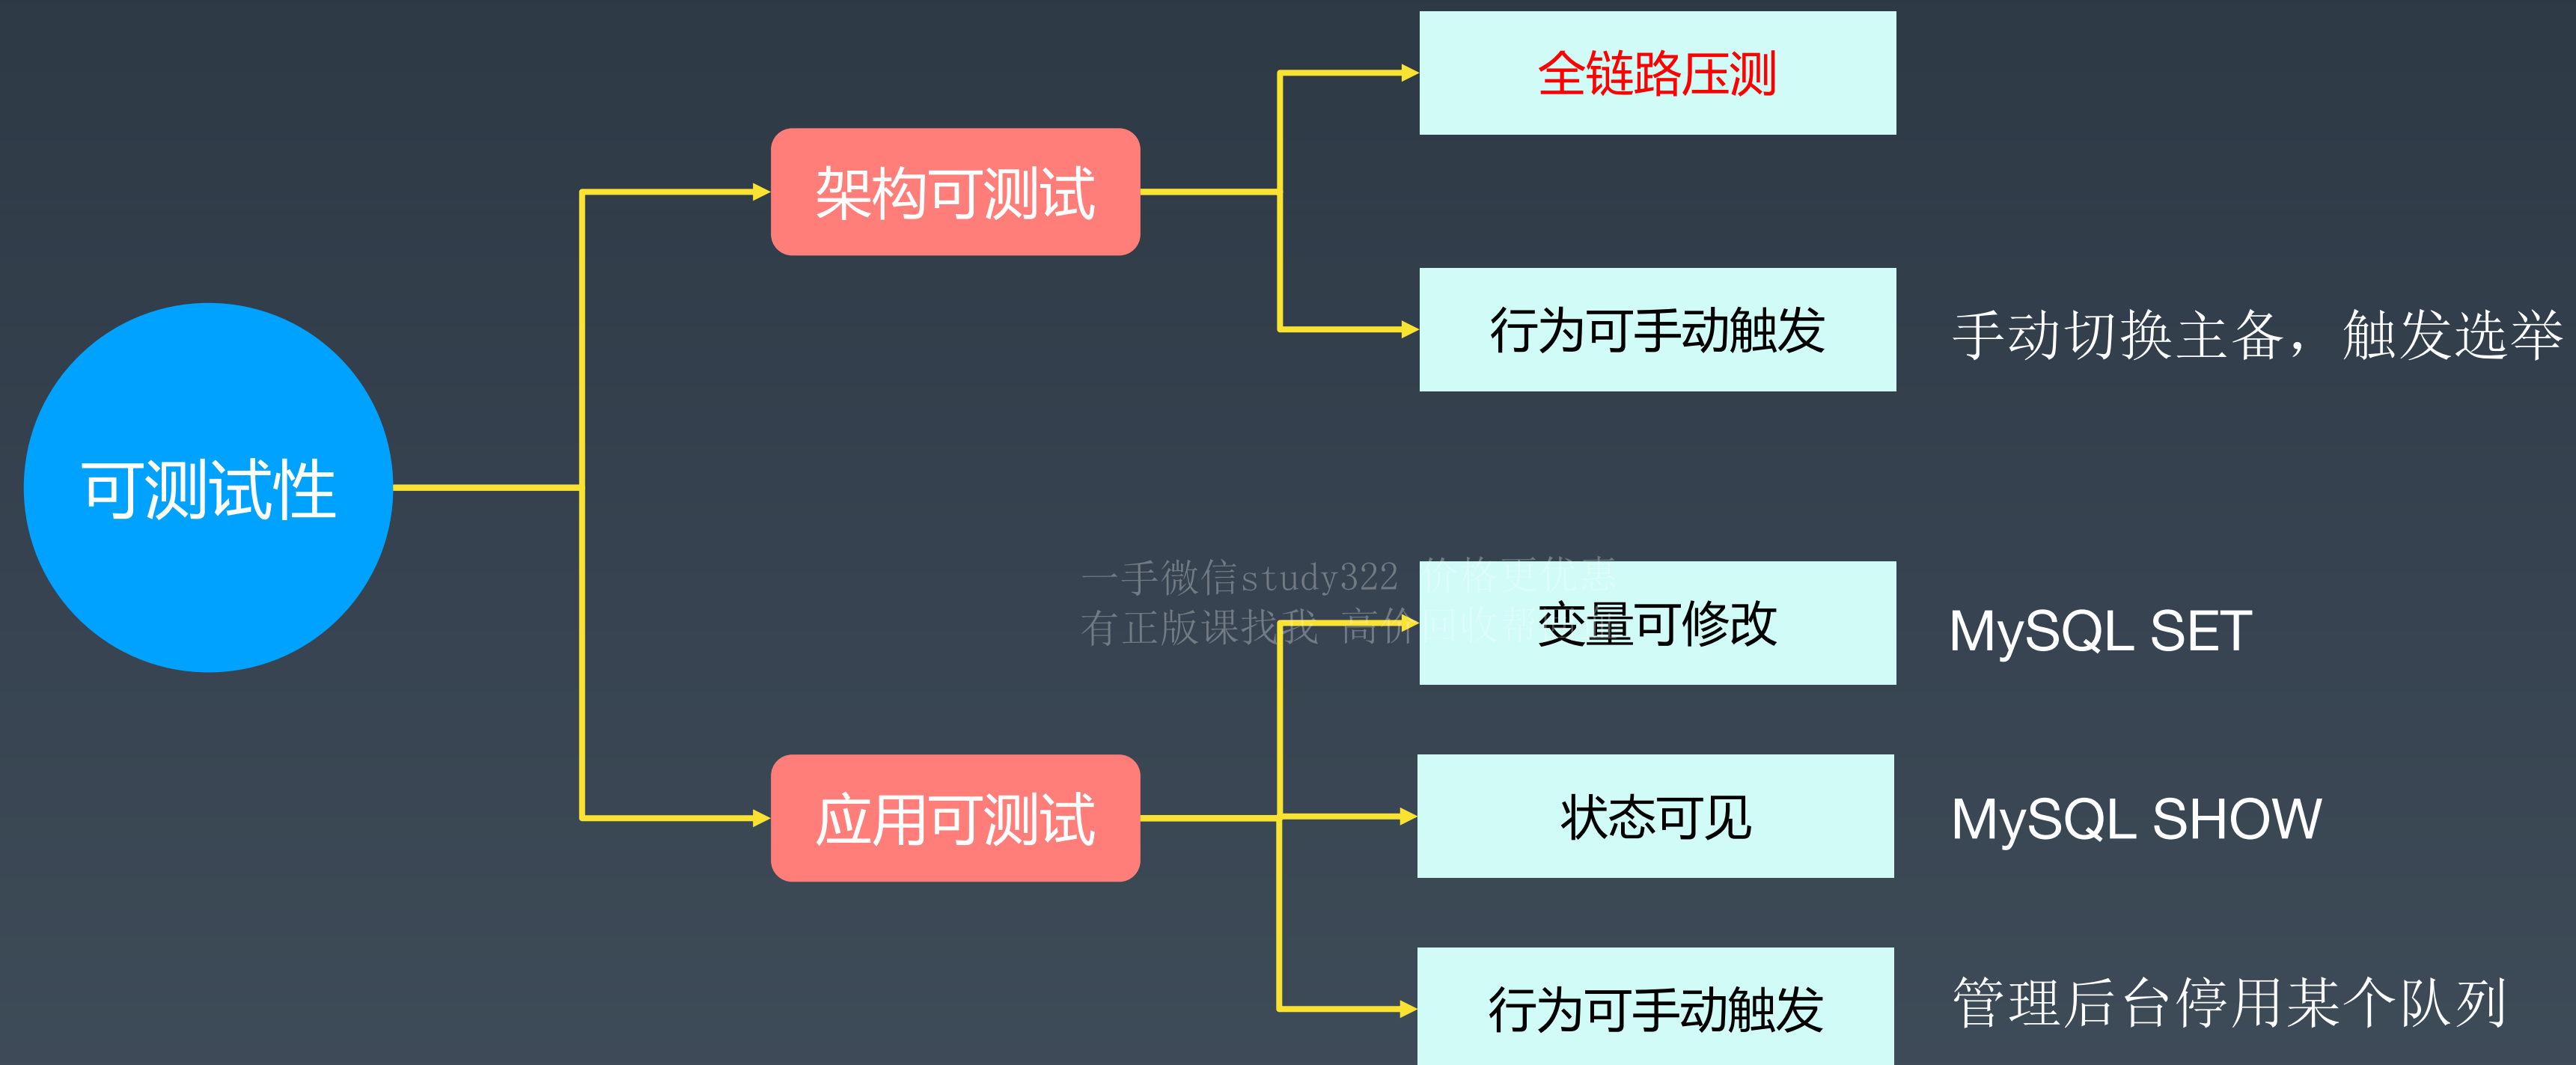 可测试性
架构可测试
全链路压测
行为可手动触发
手动切换主备，触发选举
应用可测试
变量可修改
MySQL SET
状态可见
MySQL SHOW
行为可手动触发
管理后台停用某个队列
一手微信study322 价格更优惠
有正版课找我 高价回收帮